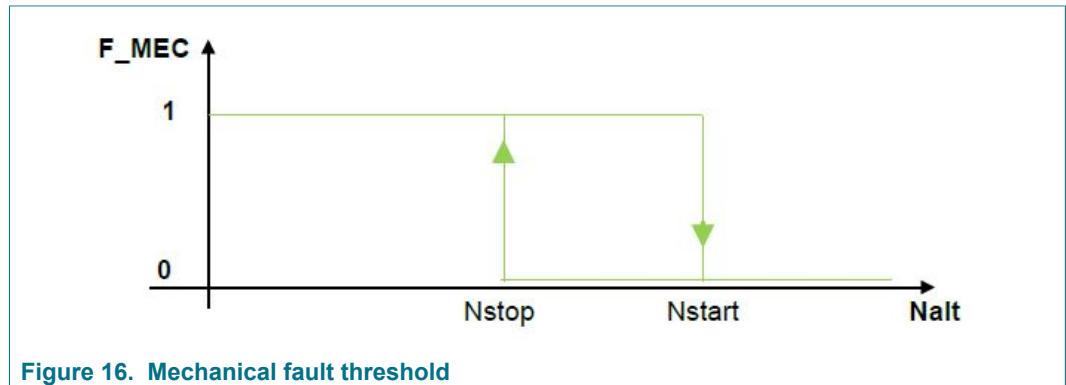 F_MEC
1
0
Nstop
Nstart
Nalt
Figure 16. Mechanical fault threshold